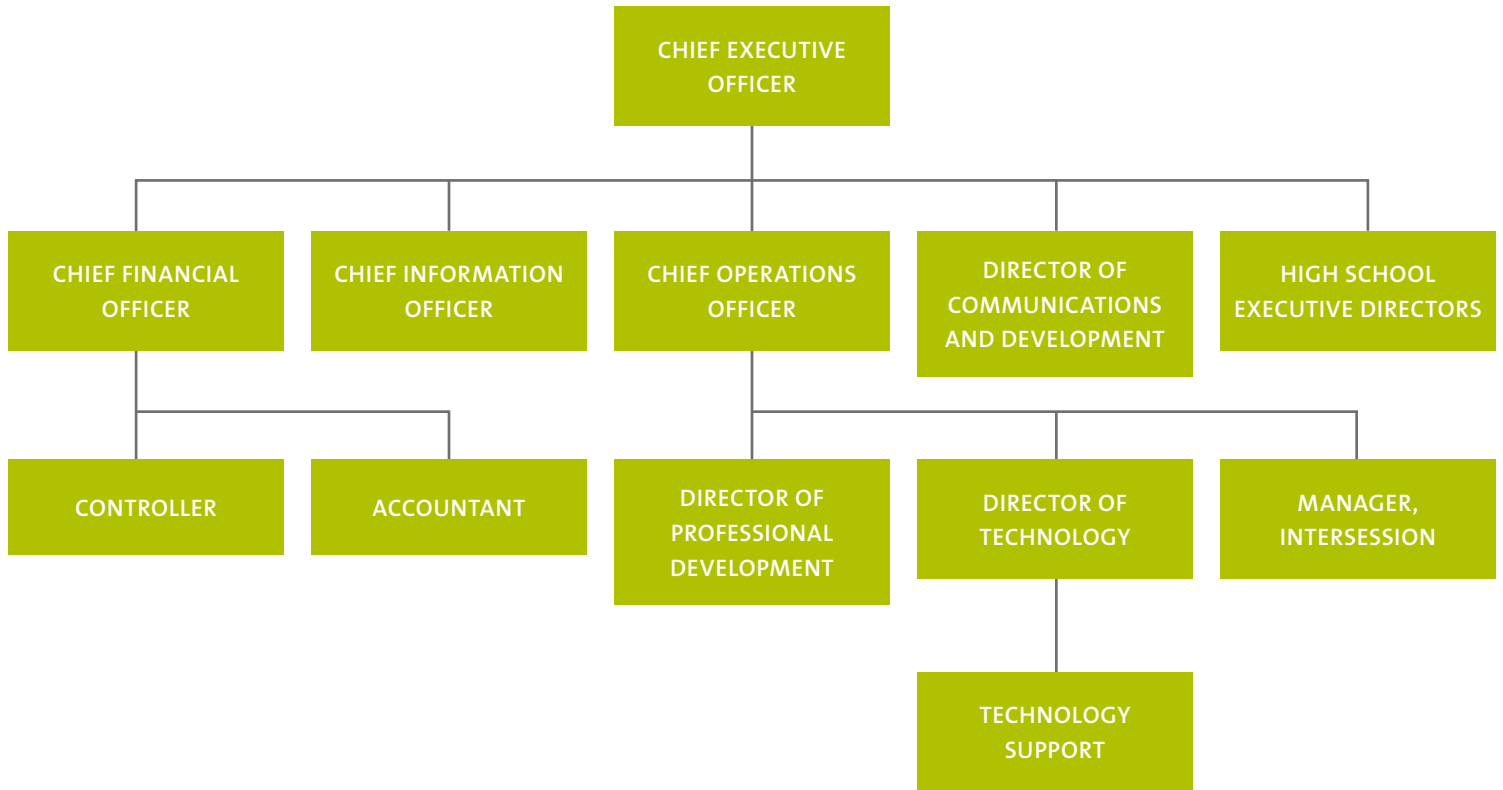 CHIEF EXECUTIVE
OFFICER
CHIEF FINANCIAL
OFFICER
CHIEF INFORMATION
OFFICER
CHIEF OPERATIONS
OFFICER
DIRECTOR OF
COMMUNICATIONS
AND DEVELOPMENT
HIGH SCHOOL
EXECUTIVE DIRECTORS
CONTROLLER
ACCOUNTANT
DIRECTOR OF
PROFESSIONAL
DEVELOPMENT
DIRECTOR OF
TECHNOLOGY
MANAGER,
INTERSESSION
TECHNOLOGY
SUPPORT